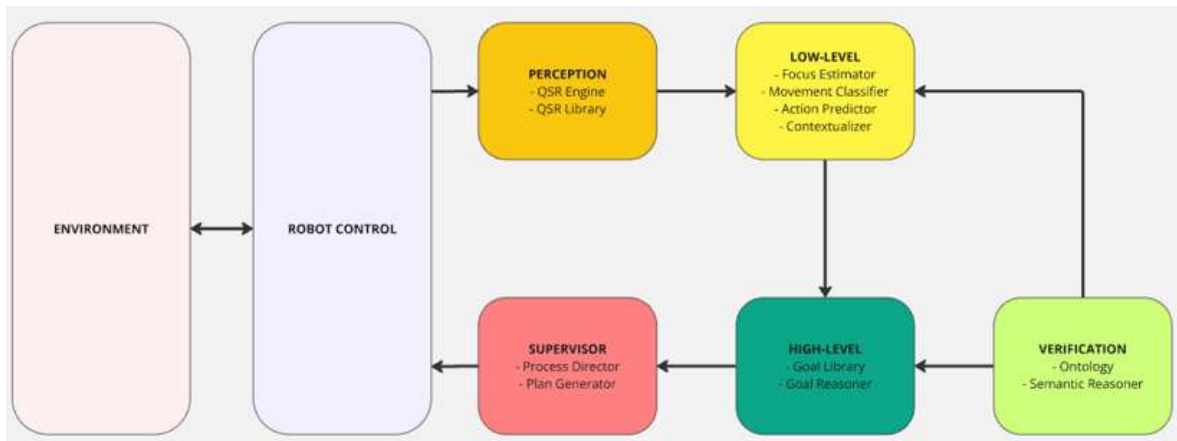 ENVIRONMENT
ROBOT CONTROL
PERCEPTION
- QSR Engine
- QSR Library
LOW-LEVEL
- Focus Estimator
- Movement Classifier
- Action Predictor
- Contextualizer
SUPERVISOR
- Process Director
- Plan Generator
HIGH-LEVEL
- Goal Library
- Goal Reasoner
VERIFICATION
- Ontology
- Semantic Reasoner